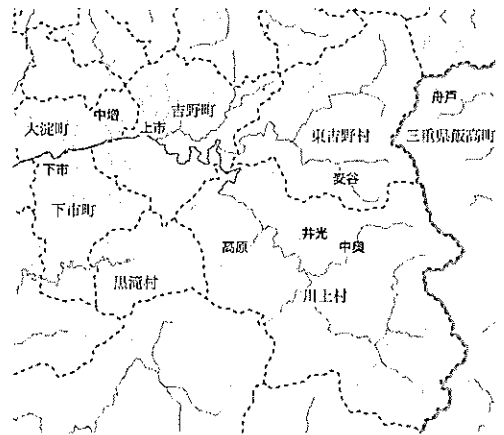 舟戸
吉野町
中増
大淀町
上市
東吉野村
三重県飯高町
下市
安谷
下市町
井光
高原
中奥
黒滝村
川上村